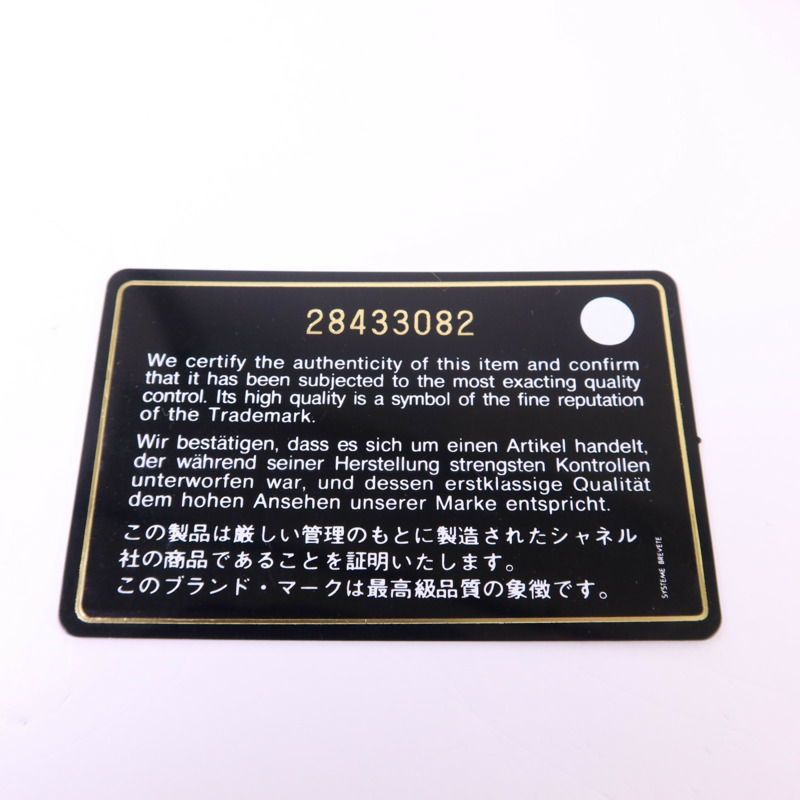 28433082
We certify the authenticity of this item and confirm
that it has been subjected to the most exacting quality
control. Its high quality is a symbol of the fine reputation
of the Trademark.
Wir bestätigen, dass es sich um einen Artikel handelt,
der während seiner Herstellung strengsten Kontrollen
unterworfen war, und dessen erstklassige Qualität
dem hohen Ansehen unserer Marke entspricht.
この製品は厳しい管理のもとに製造されたシャネル
社の商品であることを証明いたします。
このブランド・マークは最高級品質の象徴です。
SYSTEME BREVETE